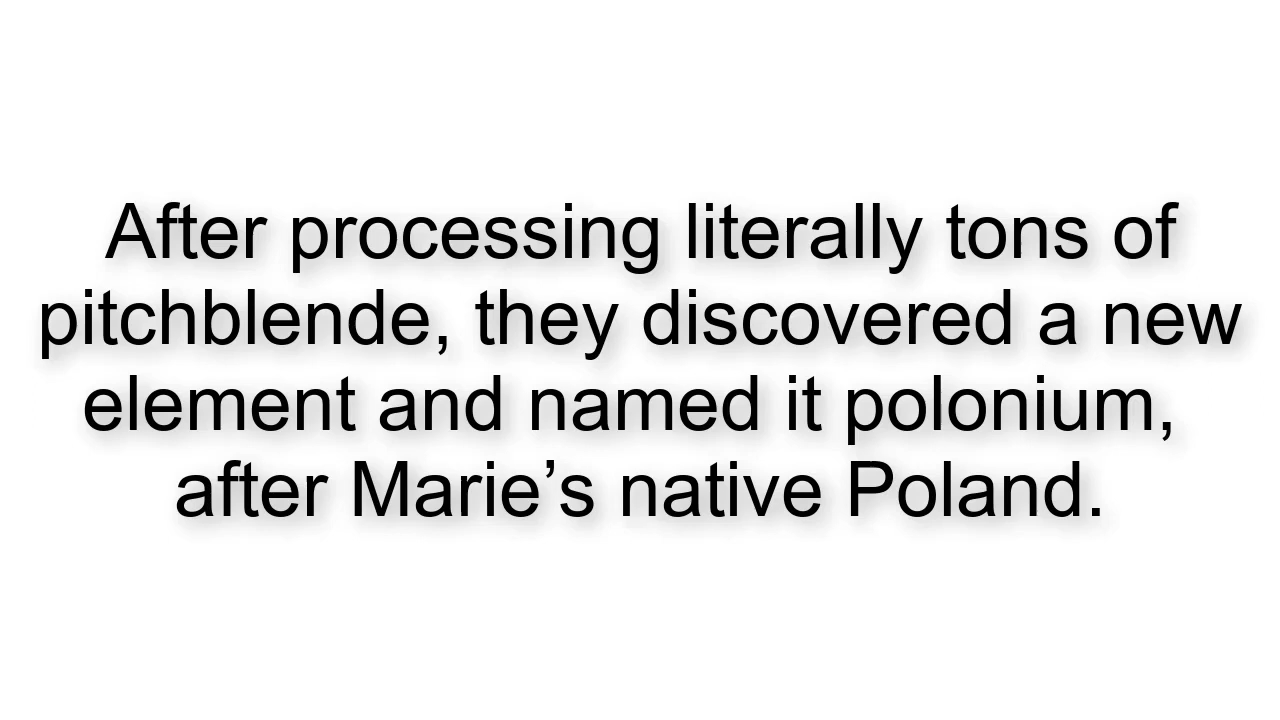 After processing literally tons of
pitchblende, they discovered a new
element and named it polonium,
after Marie’s native Poland.